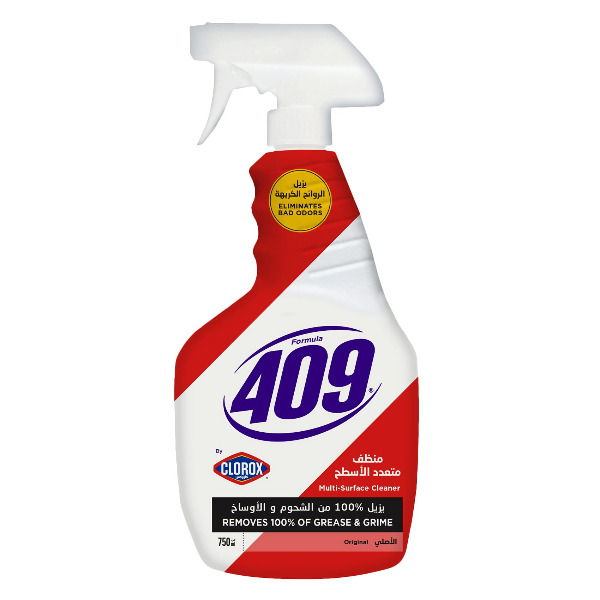 يزيل
الروائح الكريهة
ELIMINATES
BAD ODORS
Formula
409®
By
CLOROX
منظف
متعدد الأسطح
Multi-Surface Cleaner
يزيل 100% من الشحوم و الأوساخ
REMOVES 100% OF GREASE & GRIME
750
Original الأصلي